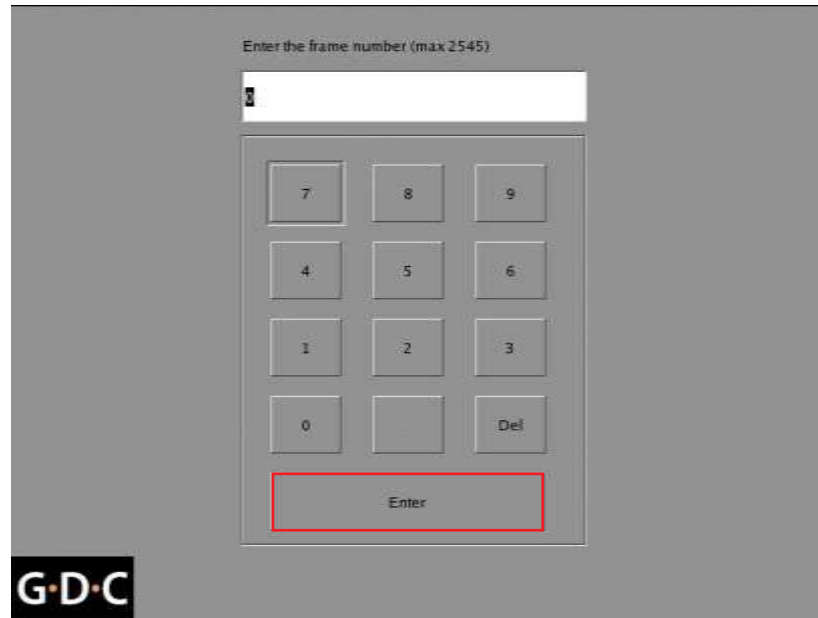 Enter the frame number (max 2545)
0
7 8 9
4 5 6
1 2 3
0 Del
Enter
G·D·C